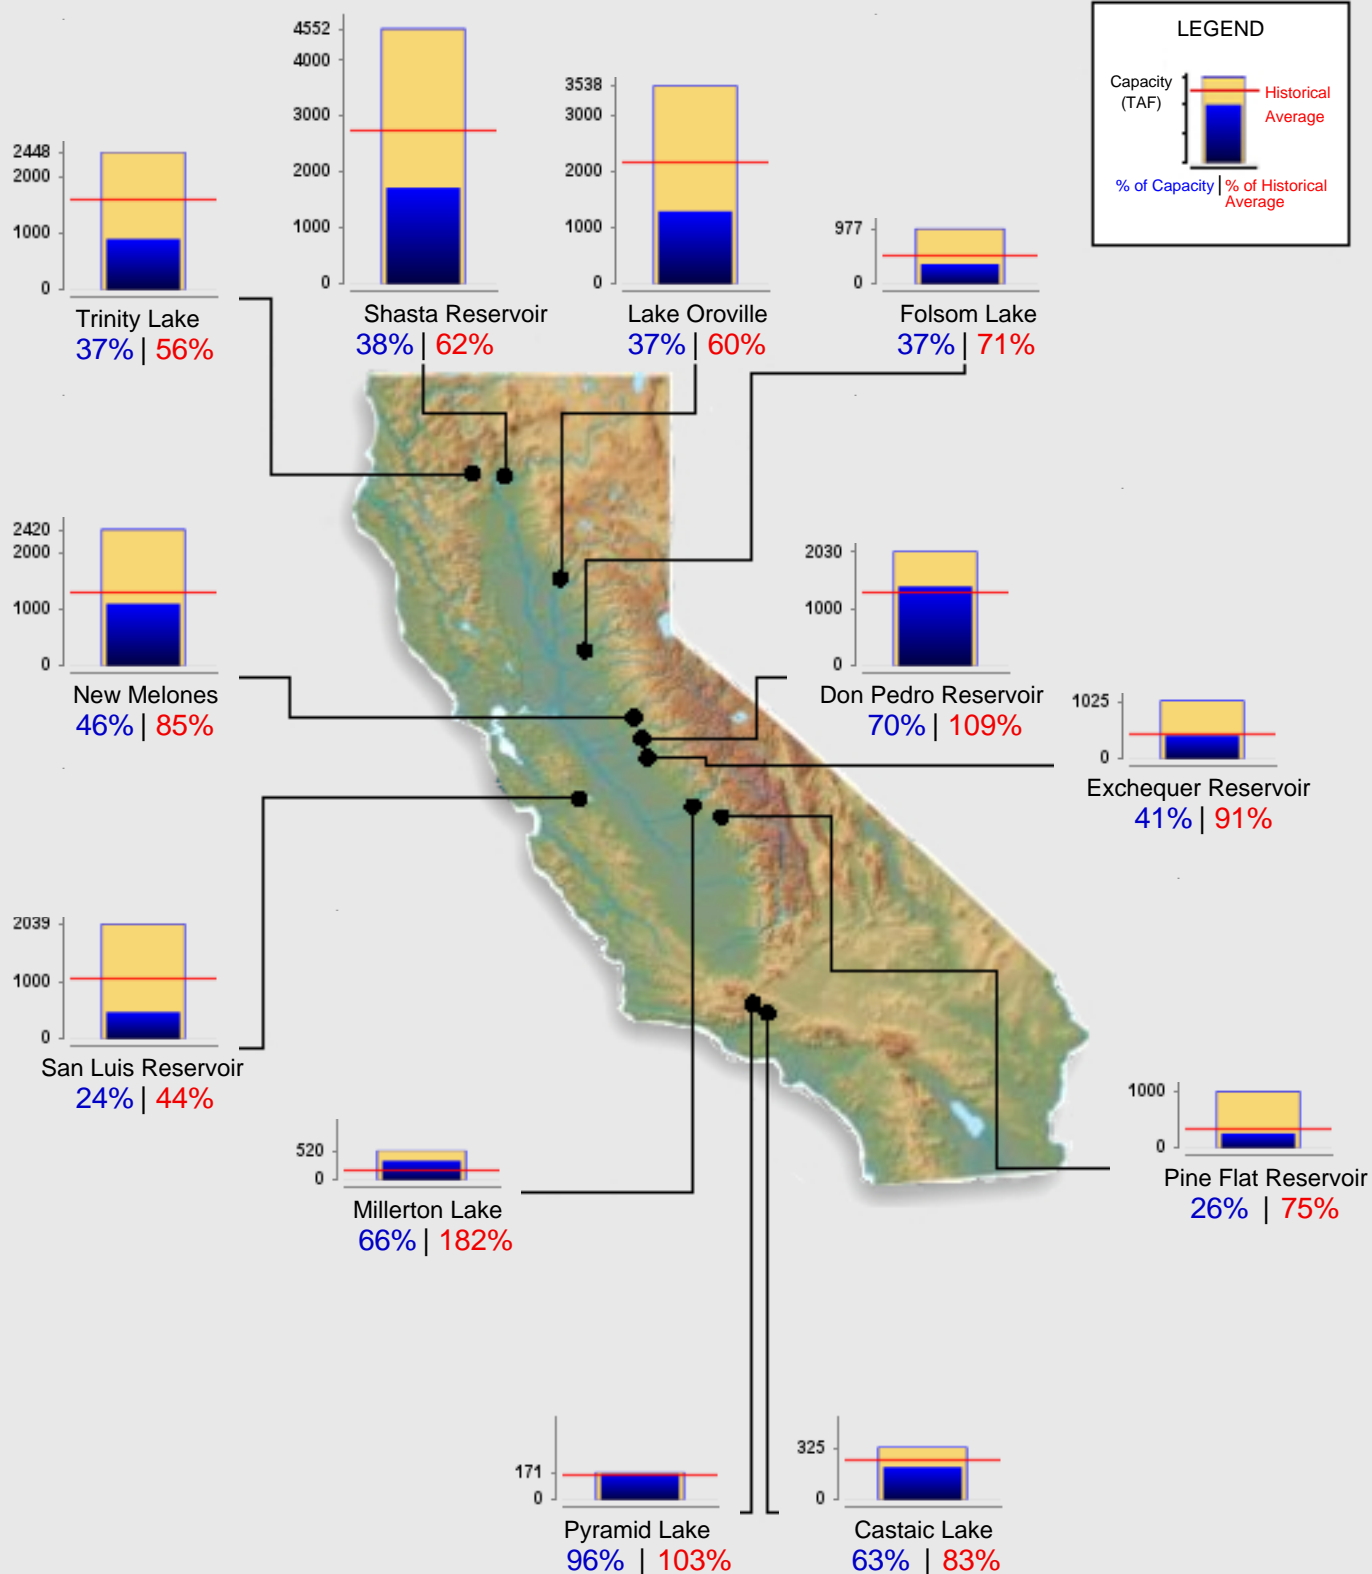 LEGEND
Capacity
(TAF)
Historical
Average
% of Capacity | % of Historical
Average
4552
4000
3000
2000
1000
0
Shasta Reservoir
38% | 62%
3538
3000
2000
1000
0
Lake Oroville
37% | 60%
2448
2000
1000
0
Trinity Lake
37% | 56%
977
0
Folsom Lake
37% | 71%
2420
2000
1000
0
New Melones
46% | 85%
2030
1000
0
Don Pedro Reservoir
70% | 109%
1025
0
Exchequer Reservoir
41% | 91%
2039
1000
0
San Luis Reservoir
24% | 44%
520
0
Millerton Lake
66% | 182%
1000
0
Pine Flat Reservoir
26% | 75%
171
0
Pyramid Lake
96% | 103%
325
0
Castaic Lake
63% | 83%